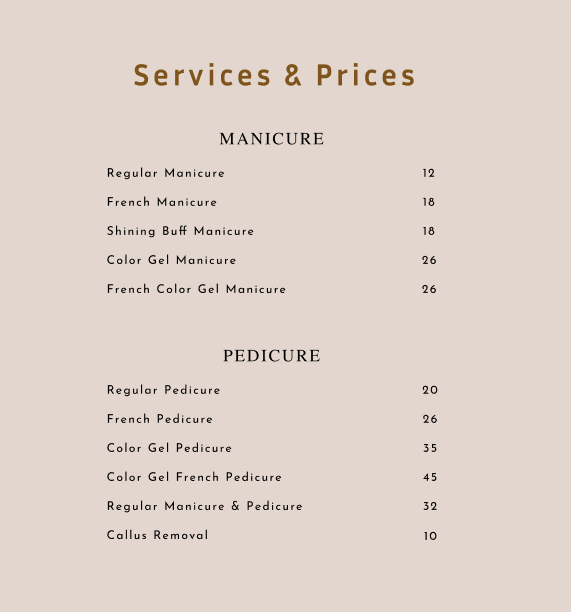 Services & Prices
MANICURE
Regular Manicure 12
French Manicure 18
Shining Buff Manicure 18
Color Gel Manicure 26
French Color Gel Manicure 26
PEDICURE
Regular Pedicure 20
French Pedicure 26
Color Gel Pedicure 35
Color Gel French Pedicure 45
Regular Manicure & Pedicure 32
Callus Removal 10